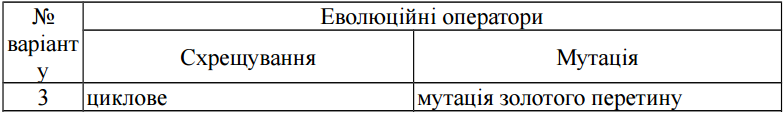 №
варіант
у
Еволюційні оператори
Схрещування
Мутація
3
циклове
мутація золотого перетину